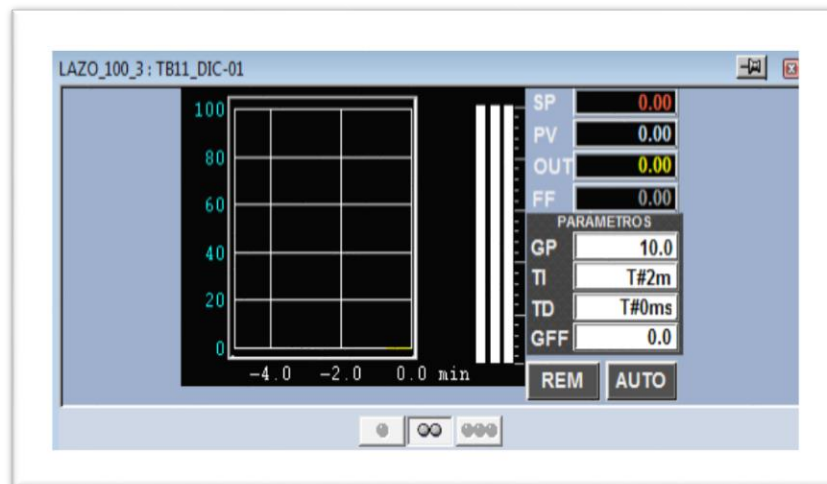 LAZO_100_3 : TB11_DIC-01
100
80
60
40
20
0
-4.0 -2.0 0.0 min
SP 0.00
PV 0.00
OUT 0.00
FF 0.00
PARÁMETROS
GP 10.0
TI T#2m
TD T#0ms
GFF 0.0
REM AUTO